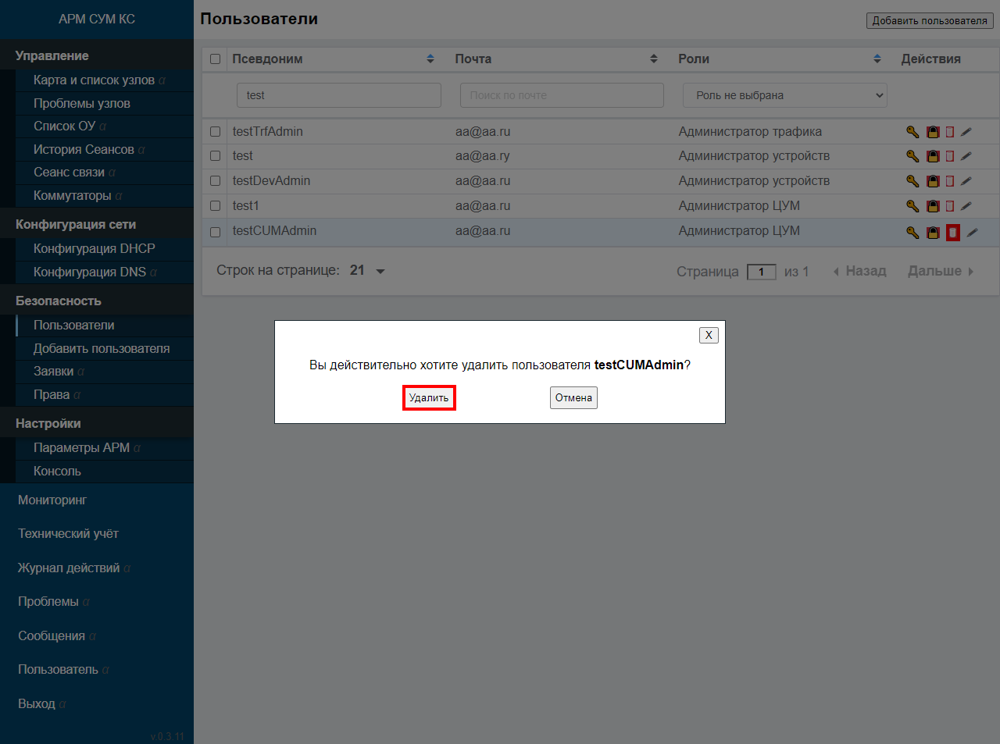 АРМ СУМ КС
Управление
Карта и список узлов α
Проблемы узлов
Список ОУ α
История Сеансов α
Сеанс связи α
Коммутаторы α
Конфигурация сети
Конфигурация DHCP
Конфигурация DNS α
Безопасность
Пользователи
Добавить пользователя
Заявки α
Права α
Настройки
Параметры АРМ α
Консоль
Мониторинг
Технический учёт
Журнал действий α
Проблемы α
Сообщения α
Пользователь α
Выход α
v.0.3.11
Пользователи
Добавить пользователя
Псевдоним Почта Роли Действия
test Поиск по почте Роль не выбрана
testTrfAdmin aa@aa.ru Администратор трафика
test aa@aa.ry Администратор устройств
testDevAdmin aa@aa.ru Администратор устройств
test1 aa@aa.ru Администратор ЦУМ
testCUMAdmin aa@aa.ru Администратор ЦУМ
Строк на странице: 21 Страница 1 из 1 Назад Дальше
X
Вы действительно хотите удалить пользователя testCUMAdmin?
Удалить Отмена